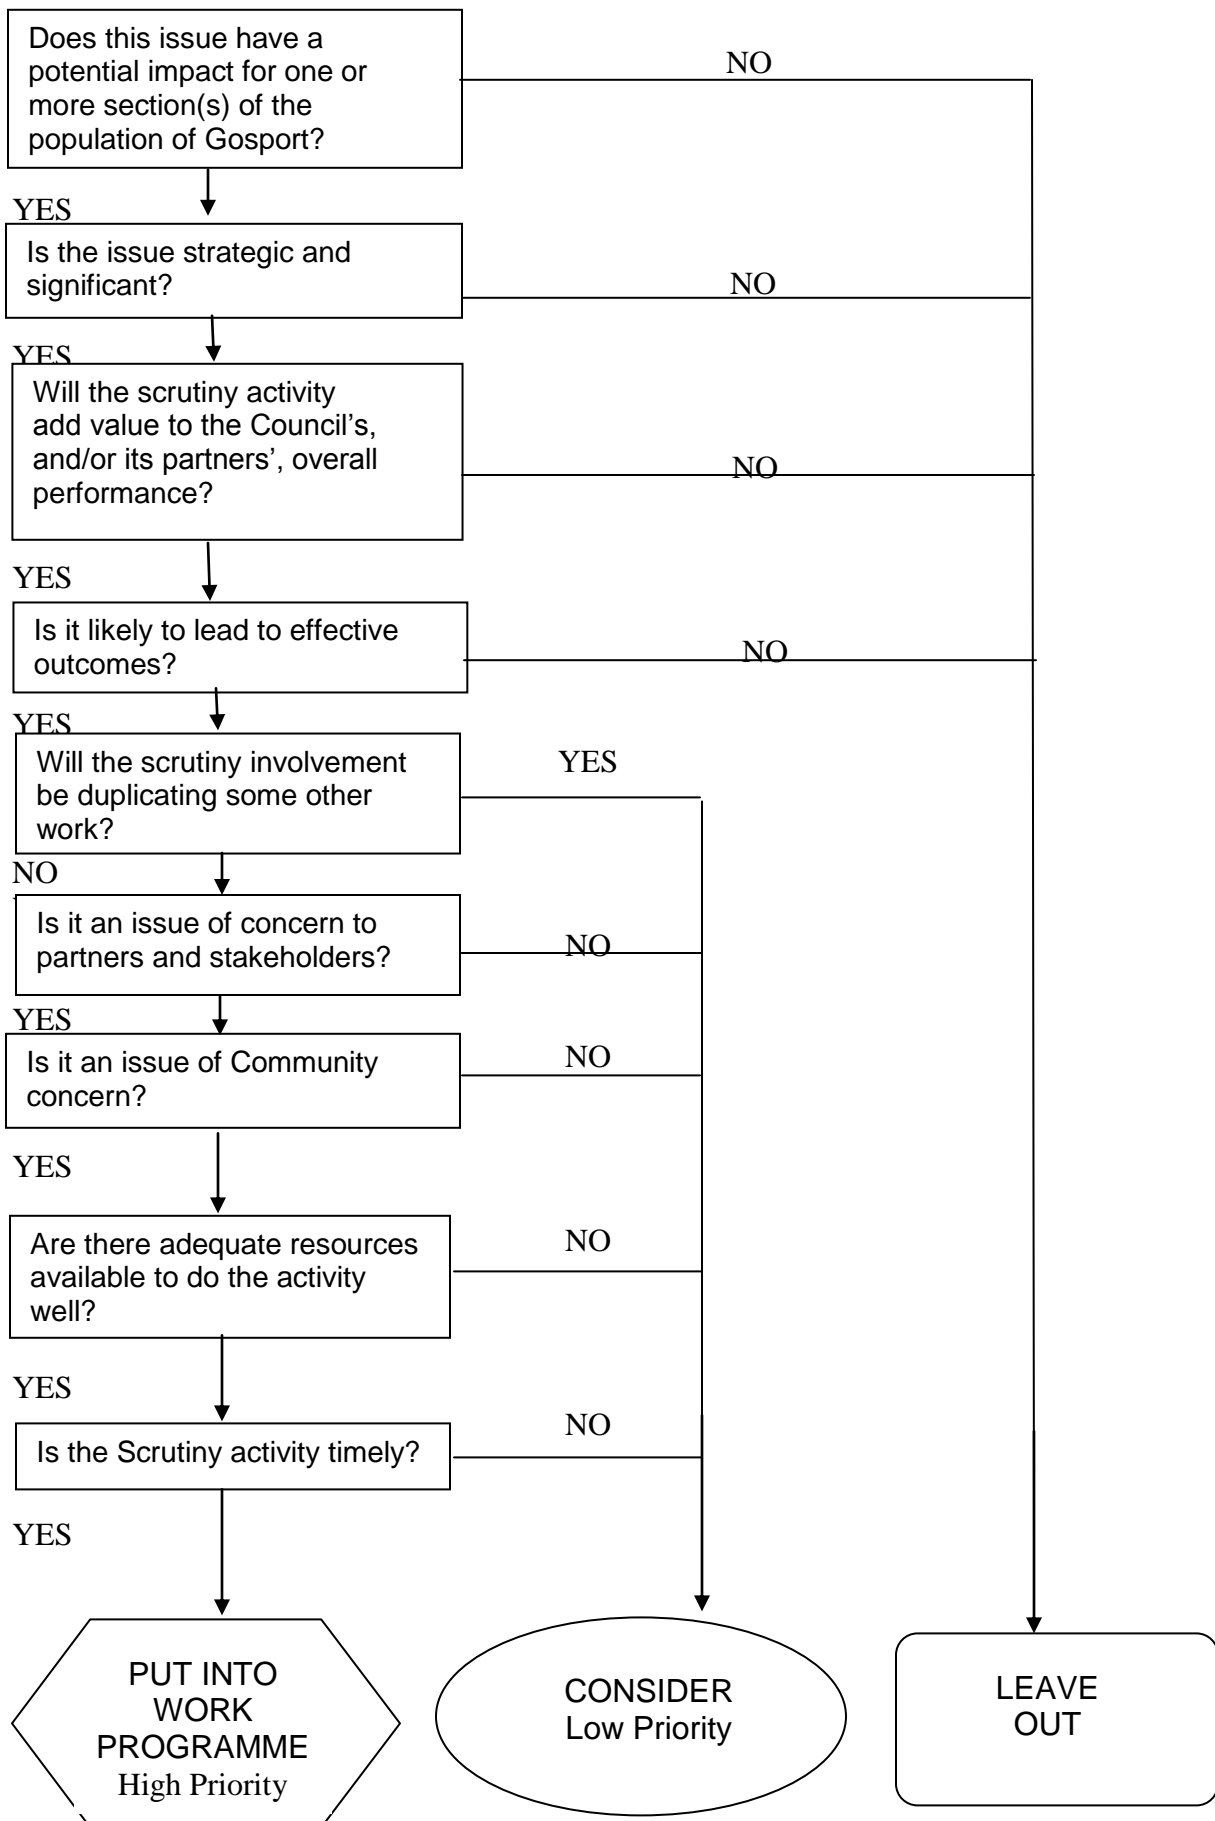 Does this issue have a
potential impact for one or
more section(s) of the
population of Gosport?
NO
YES
Is the issue strategic and
significant?
NO
YES
Will the scrutiny activity
add value to the Council’s,
and/or its partners’, overall
performance?
NO
YES
Is it likely to lead to effective
outcomes?
NO
YES
Will the scrutiny involvement
be duplicating some other
work?
YES
NO
Is it an issue of concern to
partners and stakeholders?
NO
YES
Is it an issue of Community
concern?
NO
YES
Are there adequate resources
available to do the activity
well?
NO
YES
Is the Scrutiny activity timely?
NO
YES
PUT INTO
WORK
PROGRAMME
High Priority
CONSIDER
Low Priority
LEAVE
OUT